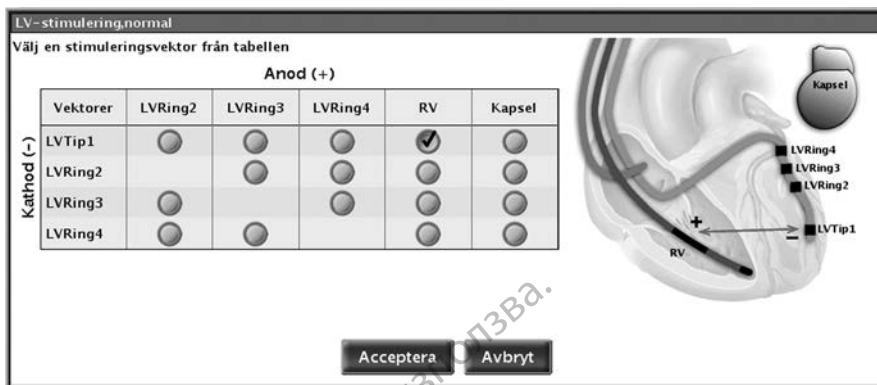 LV-stimulering,normal
Välj en stimuleringsvektor från tabellen
Anod (+)
Kathod (-)
Vektorer LVRing2 LVRing3 LVRing4 RV Kapsel
LVTip1
LVRing2
LVRing3
LVRing4
Kapsel
LVRing4
LVRing3
LVRing2
+
-
LVTip1
RV
Acceptera Avbryt